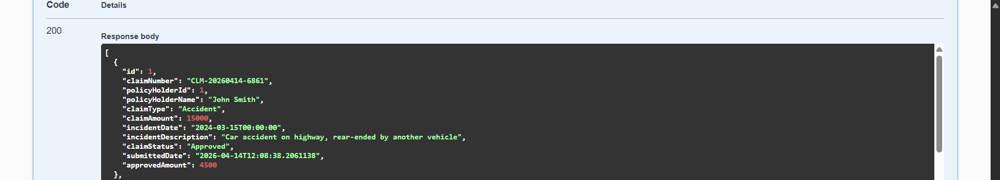 Code Details
200
Response body
[
  {
    "id": 1,
    "claimNumber": "CLM-20260414-6861",
    "policyHolderId": 1,
    "policyHolderName": "John Smith",
    "claimType": "Accident",
    "claimAmount": 15000,
    "incidentDate": "2024-03-15T00:00:00",
    "incidentDescription": "Car accident on highway, rear-ended by another vehicle",
    "claimStatus": "Approved",
    "submittedDate": "2026-04-14T12:08:38.2061138",
    "approvedAmount": 4500
  },